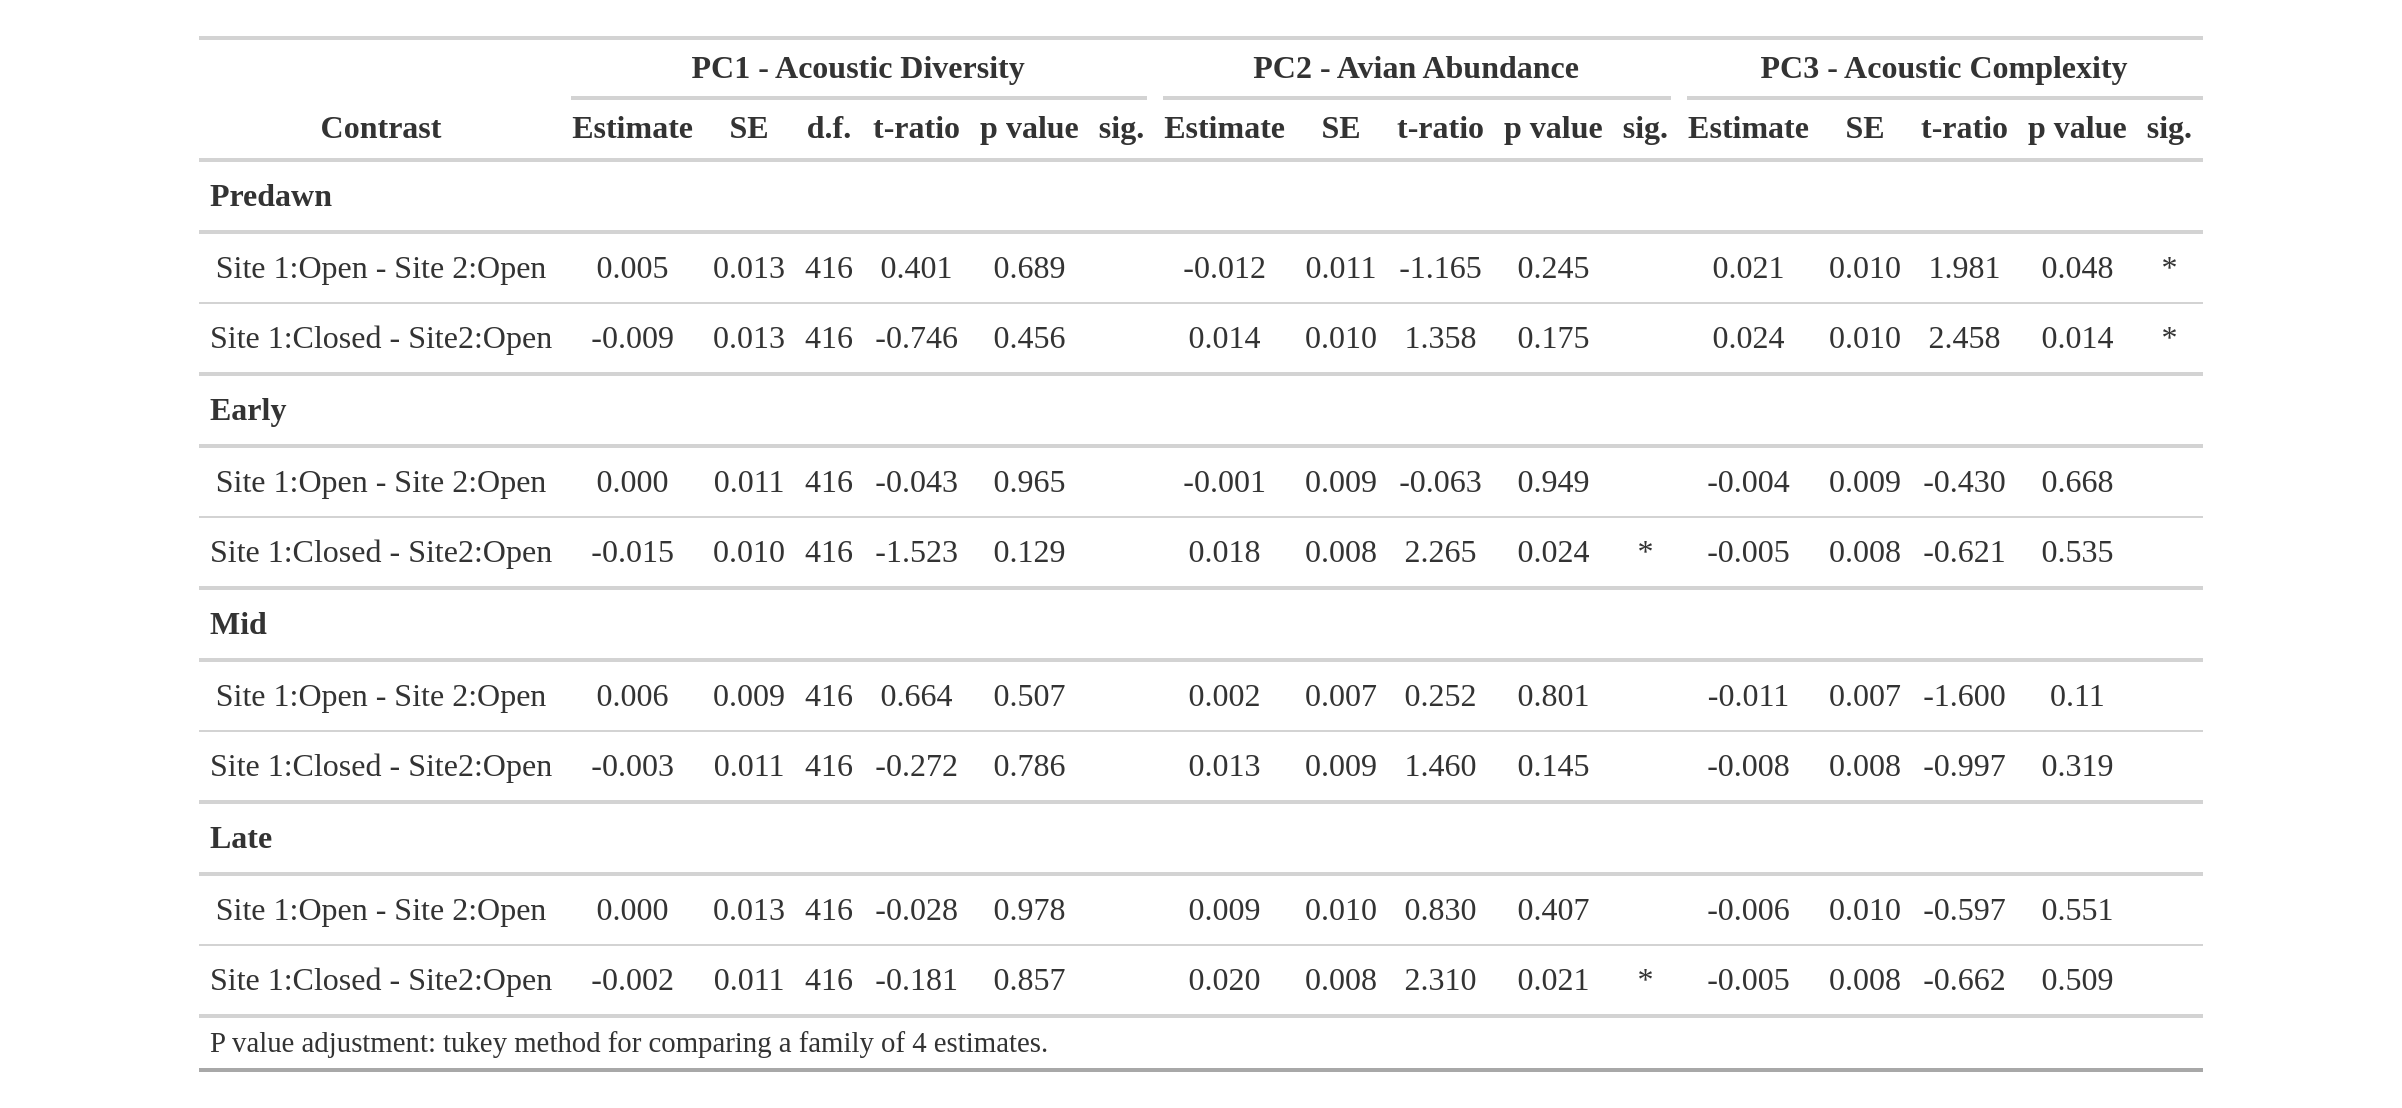 PC1 - Acoustic Diversity PC2 - Avian Abundance PC3 - Acoustic Complexity
Contrast Estimate SE d.f. t-ratio p value sig. Estimate SE t-ratio p value sig. Estimate SE t-ratio p value sig.
Predawn
Site 1:Open - Site 2:Open 0.005 0.013 416 0.401 0.689 -0.012 0.011 -1.165 0.245 0.021 0.010 1.981 0.048 *
Site 1:Closed - Site2:Open -0.009 0.013 416 -0.746 0.456 0.014 0.010 1.358 0.175 0.024 0.010 2.458 0.014 *
Early
Site 1:Open - Site 2:Open 0.000 0.011 416 -0.043 0.965 -0.001 0.009 -0.063 0.949 -0.004 0.009 -0.430 0.668
Site 1:Closed - Site2:Open -0.015 0.010 416 -1.523 0.129 0.018 0.008 2.265 0.024 * -0.005 0.008 -0.621 0.535
Mid
Site 1:Open - Site 2:Open 0.006 0.009 416 0.664 0.507 0.002 0.007 0.252 0.801 -0.011 0.007 -1.600 0.11
Site 1:Closed - Site2:Open -0.003 0.011 416 -0.272 0.786 0.013 0.009 1.460 0.145 -0.008 0.008 -0.997 0.319
Late
Site 1:Open - Site 2:Open 0.000 0.013 416 -0.028 0.978 0.009 0.010 0.830 0.407 -0.006 0.010 -0.597 0.551
Site 1:Closed - Site2:Open -0.002 0.011 416 -0.181 0.857 0.020 0.008 2.310 0.021 * -0.005 0.008 -0.662 0.509
P value adjustment: tukey method for comparing a family of 4 estimates.